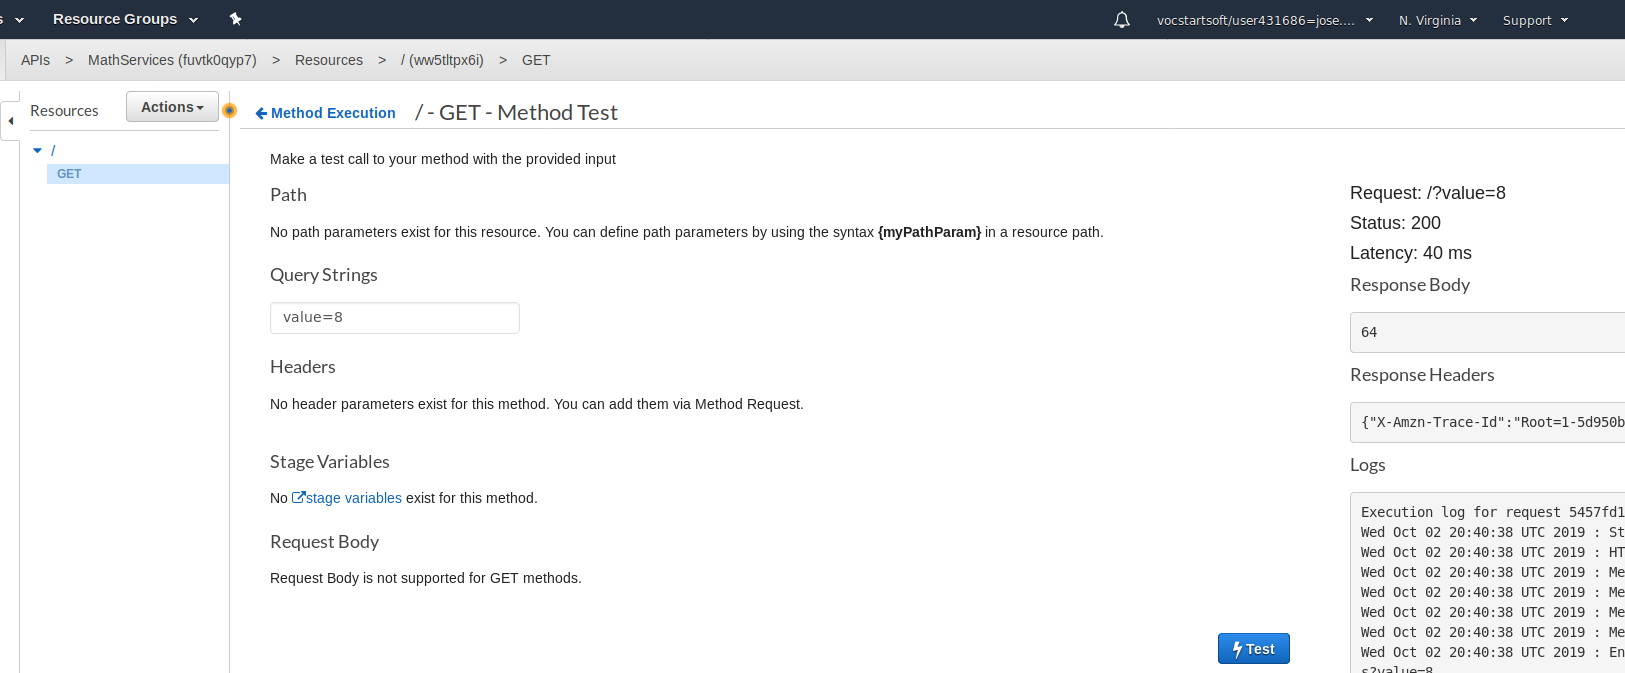 s Resource Groups vocstartsoft/user431686=jose.... N. Virginia Support
APIs > MathServices (fuvtk0qyp7) > Resources > / (ww5tltpx6i) > GET
Resources Actions Method Execution / - GET - Method Test
/
GET
Make a test call to your method with the provided input
Path
No path parameters exist for this resource. You can define path parameters by using the syntax {myPathParam} in a resource path.
Query Strings
value=8
Headers
No header parameters exist for this method. You can add them via Method Request.
Stage Variables
No stage variables exist for this method.
Request Body
Request Body is not supported for GET methods.
Test
Request: /?value=8
Status: 200
Latency: 40 ms
Response Body
64
Response Headers
{"X-Amzn-Trace-Id":"Root=1-5d950b
Logs
Execution log for request 5457fd1
Wed Oct 02 20:40:38 UTC 2019 : St
Wed Oct 02 20:40:38 UTC 2019 : HT
Wed Oct 02 20:40:38 UTC 2019 : Me
Wed Oct 02 20:40:38 UTC 2019 : Me
Wed Oct 02 20:40:38 UTC 2019 : Me
Wed Oct 02 20:40:38 UTC 2019 : Me
Wed Oct 02 20:40:38 UTC 2019 : En
s?value=8